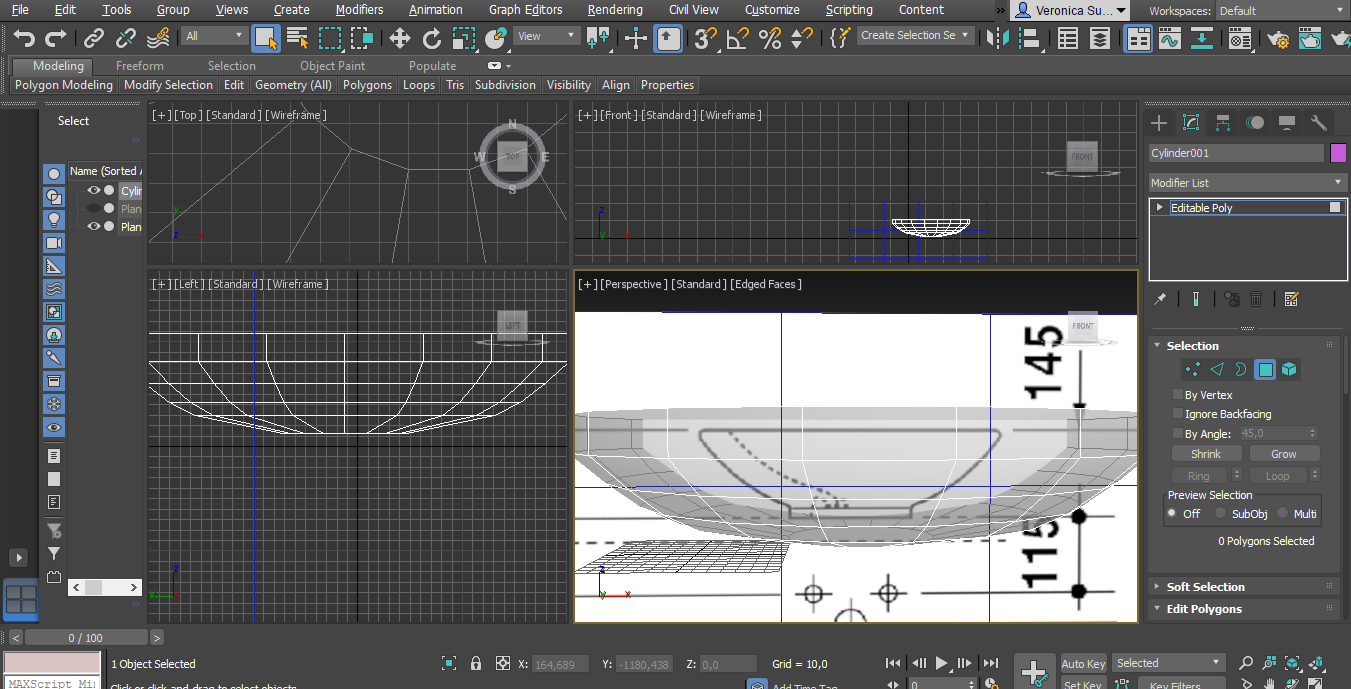 File Edit Tools Group Views Create Modifiers Animation Graph Editors Rendering Civil View Customize Scripting Content » Veronica Su... Workspaces: Default
All View 3 Create Selection Se
Modeling Freeform Selection Object Paint Populate
Polygon Modeling Modify Selection Edit Geometry (All) Polygons Loops Tris Subdivision Visibility Align Properties
Select
Name (Sorted A
Cylin
Plan
Plan
[+] [Top] [Standard] [Wireframe]
N
W TOP E
S
y
z x
[+] [Front] [Standard] [Wireframe]
FRONT
z
y x
[+] [Left] [Standard] [Wireframe]
LEFT
z
y
[+] [Perspective] [Standard] [Edged Faces]
FRONT
145
115
z
y x
Cylinder001
Modifier List
Editable Poly
Selection
By Vertex
Ignore Backfacing
By Angle: 45,0
Shrink Grow
Ring Loop
Preview Selection
Off SubObj Multi
0 Polygons Selected
Soft Selection
Edit Polygons
< 0 / 100 >
1 Object Selected X: 164,689 Y: -1180,438 Z: 0,0 Grid = 10,0 Auto Key Selected
MAXScript Mi Click or click-and-drag to select objects Add Time Tag 0 Set Key Key Filters...